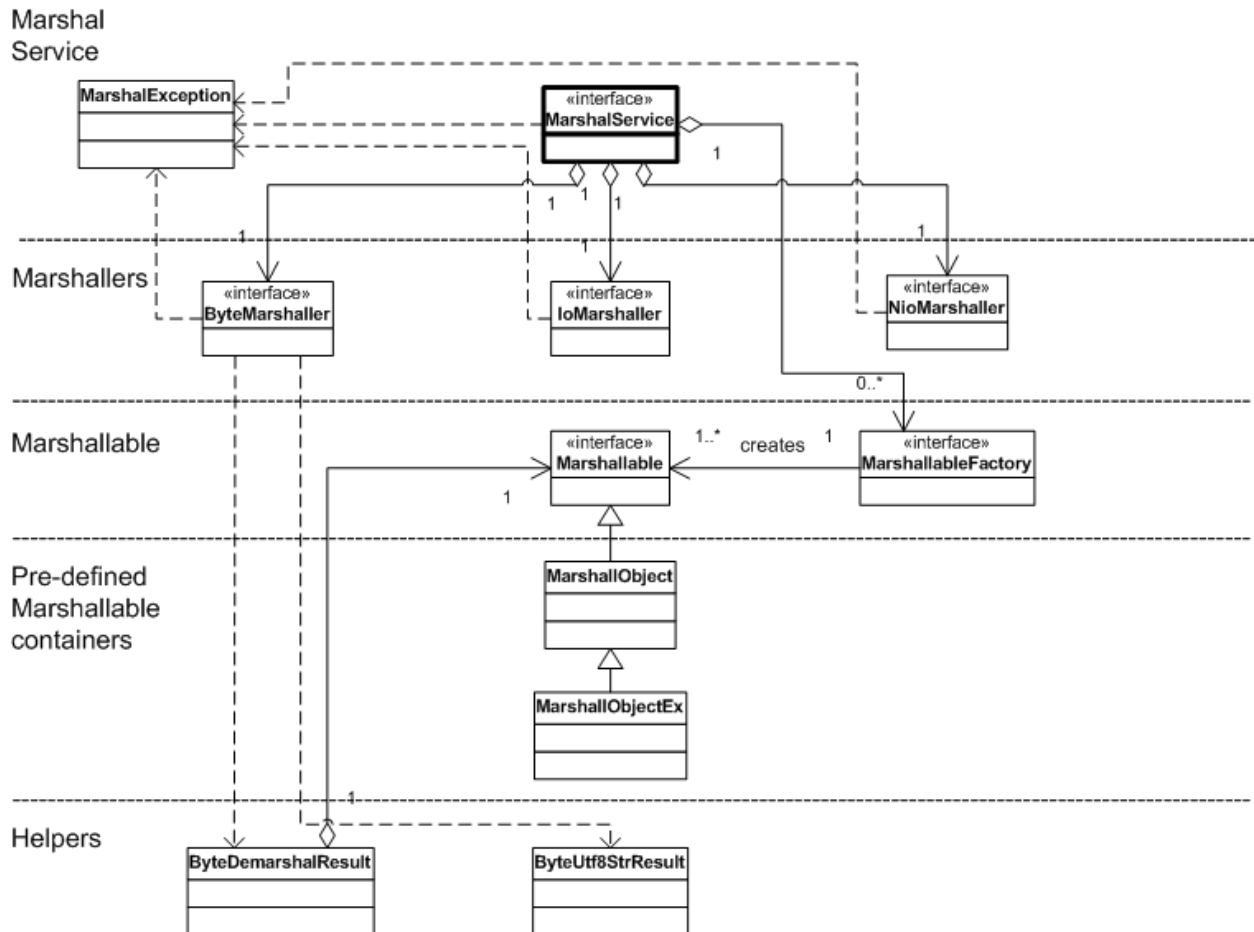 Marshal
Service
MarshalException
«interface»
MarshalService
1
1
1
1
1
1
1
Marshallers
«interface»
ByteMarshaller
«interface»
IoMarshaller
«interface»
NioMarshaller
0..*
Marshallable
«interface»
Marshallable
1..*
creates
1
«interface»
MarshallableFactory
1
Pre-defined
Marshallable
containers
MarshallObject
MarshallObjectEx
1
Helpers
ByteDemarshalResult
ByteUtf8StrResult